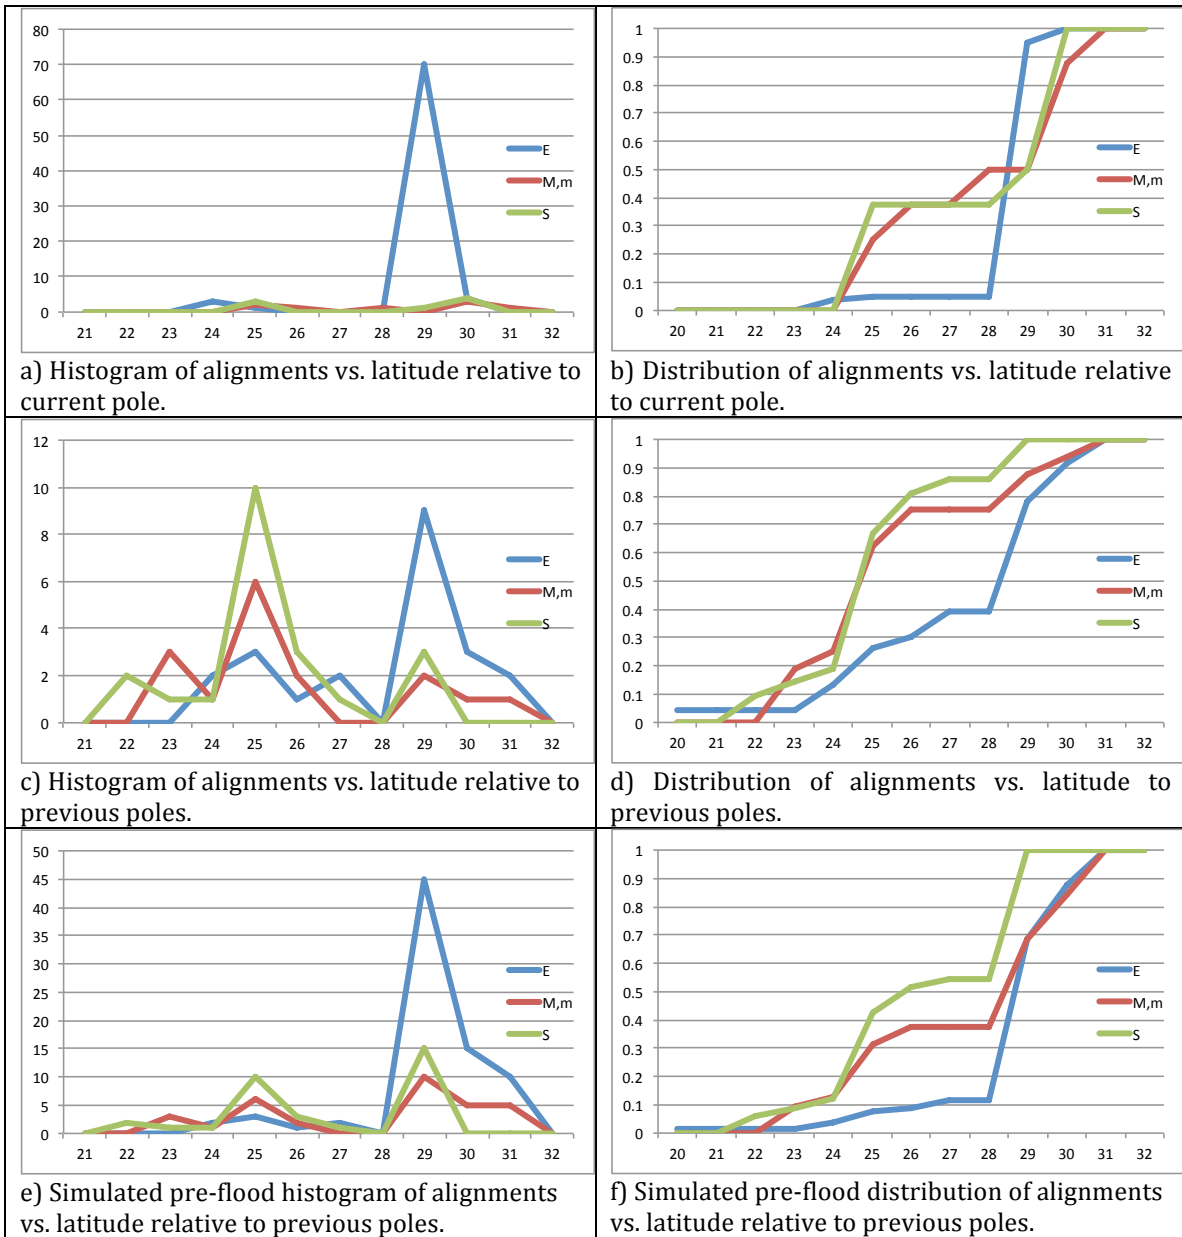 80
70
60
50
40
30
20
10
0
21 22 23 24 25 26 27 28 29 30 31 32
E
M,m
S
a) Histogram of alignments vs. latitude relative to
current pole.
1
0.9
0.8
0.7
0.6
0.5
0.4
0.3
0.2
0.1
0
20 21 22 23 24 25 26 27 28 29 30 31 32
E
M,m
S
b) Distribution of alignments vs. latitude relative
to current pole.
12
10
8
6
4
2
0
21 22 23 24 25 26 27 28 29 30 31 32
E
M,m
S
c) Histogram of alignments vs. latitude relative to
previous poles.
1
0.9
0.8
0.7
0.6
0.5
0.4
0.3
0.2
0.1
0
20 21 22 23 24 25 26 27 28 29 30 31 32
E
M,m
S
d) Distribution of alignments vs. latitude to
previous poles.
50
45
40
35
30
25
20
15
10
5
0
21 22 23 24 25 26 27 28 29 30 31 32
E
M,m
S
e) Simulated pre-flood histogram of alignments
vs. latitude relative to previous poles.
1
0.9
0.8
0.7
0.6
0.5
0.4
0.3
0.2
0.1
0
20 21 22 23 24 25 26 27 28 29 30 31 32
E
M,m
S
f) Simulated pre-flood distribution of alignments
vs. latitude relative to previous poles.